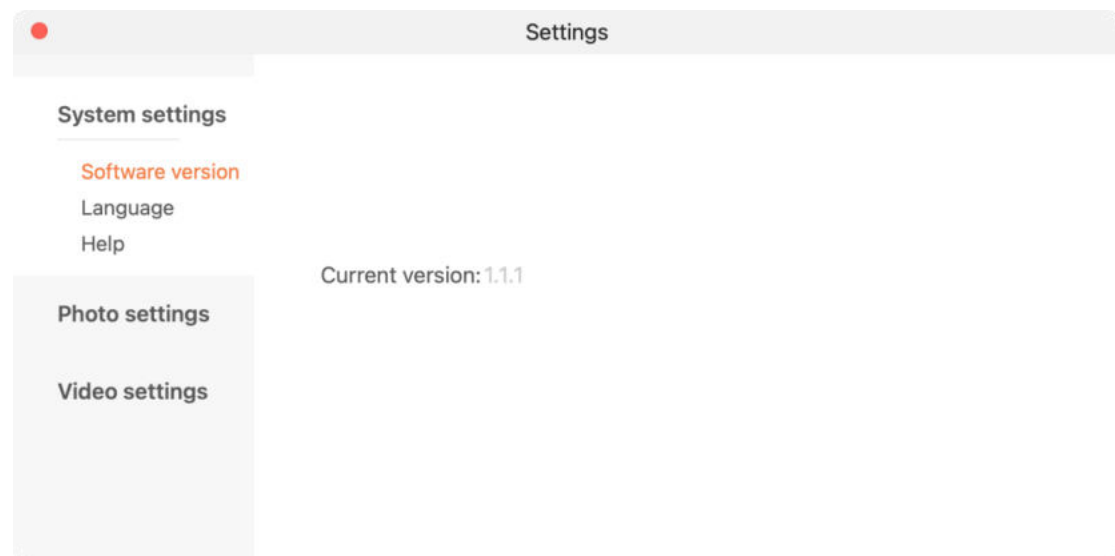 Settings
System settings
Software version
Language
Help
Current version: 1.1.1
Photo settings
Video settings